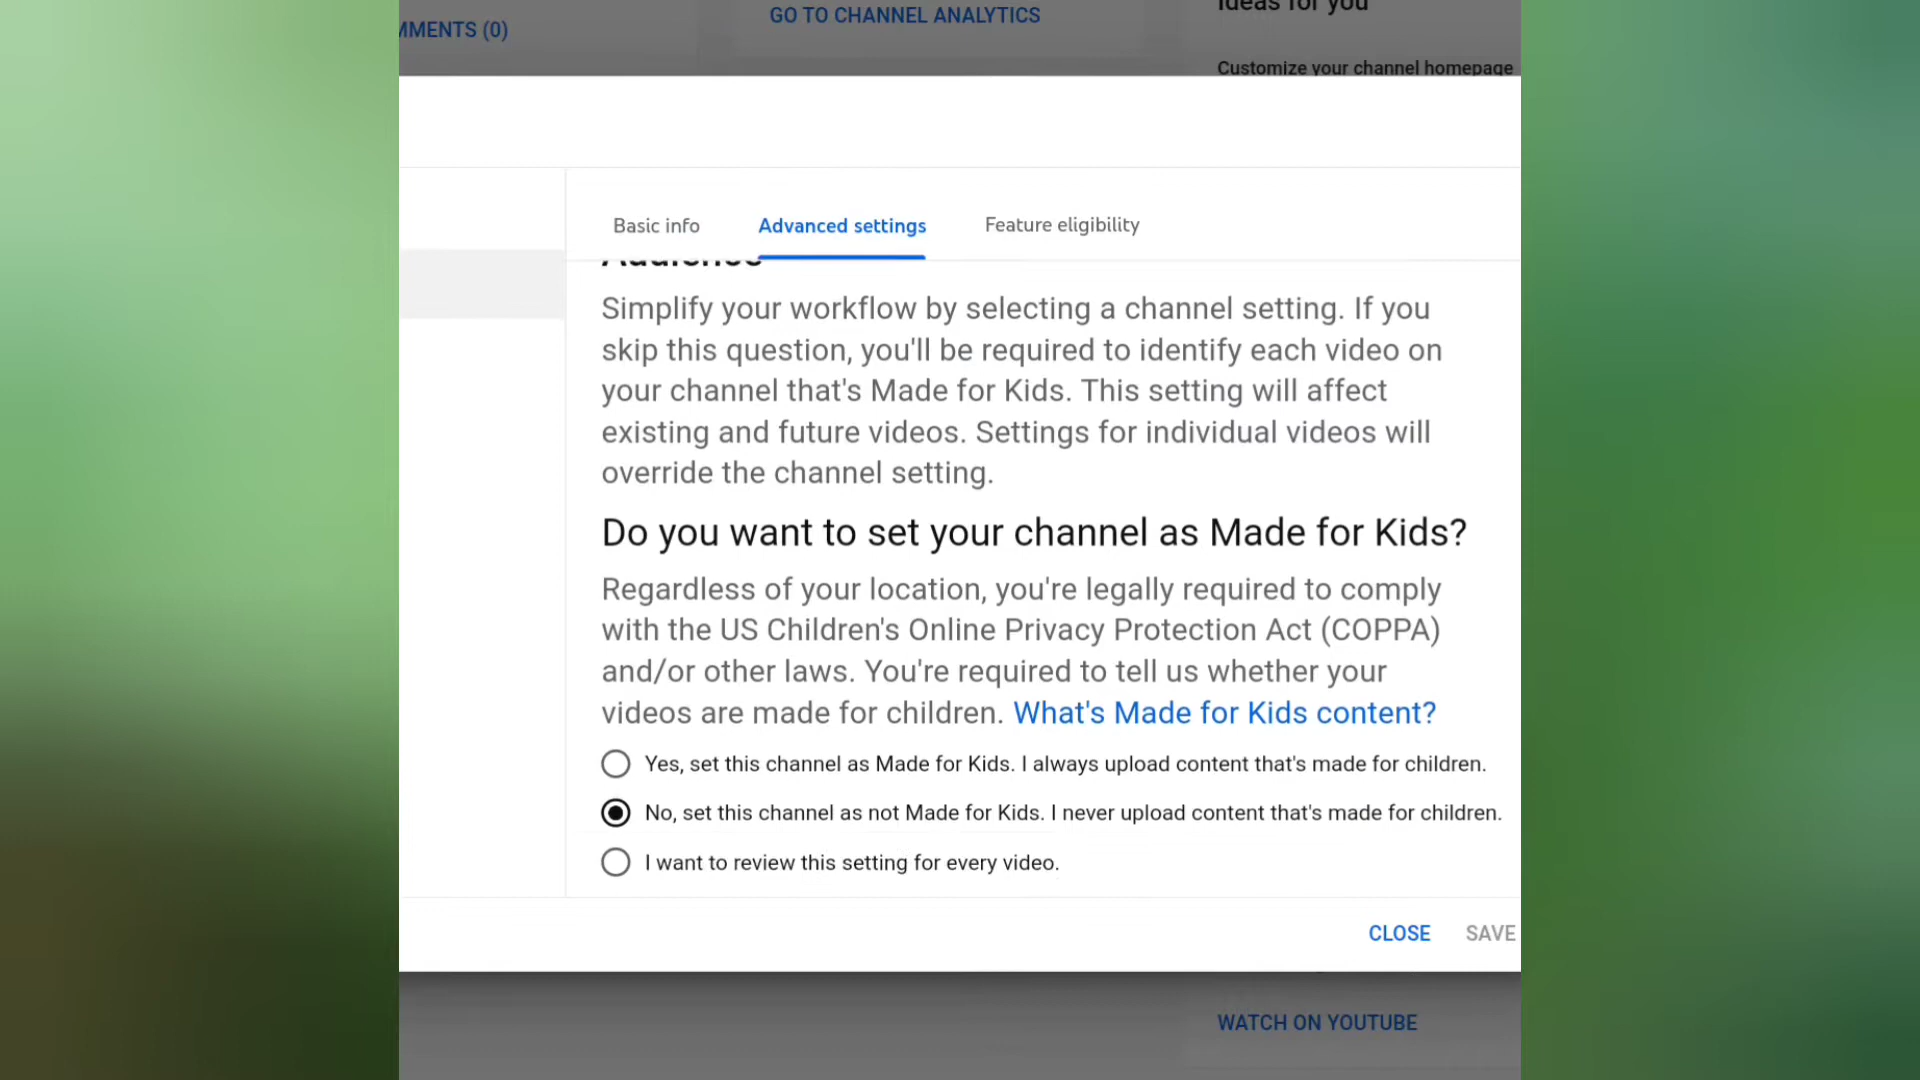 MMENTS (0)
GO TO CHANNEL ANALYTICS
Ideas for you
Customize your channel homepage
Basic info
Advanced settings
Feature eligibility
Audience
Simplify your workflow by selecting a channel setting. If you
skip this question, you'll be required to identify each video on
your channel that's Made for Kids. This setting will affect
existing and future videos. Settings for individual videos will
override the channel setting.
Do you want to set your channel as Made for Kids?
Regardless of your location, you're legally required to comply
with the US Children's Online Privacy Protection Act (COPPA)
and/or other laws. You're required to tell us whether your
videos are made for children. What's Made for Kids content?
Yes, set this channel as Made for Kids. I always upload content that's made for children.
No, set this channel as not Made for Kids. I never upload content that's made for children.
I want to review this setting for every video.
CLOSE
SAVE
WATCH ON YOUTUBE